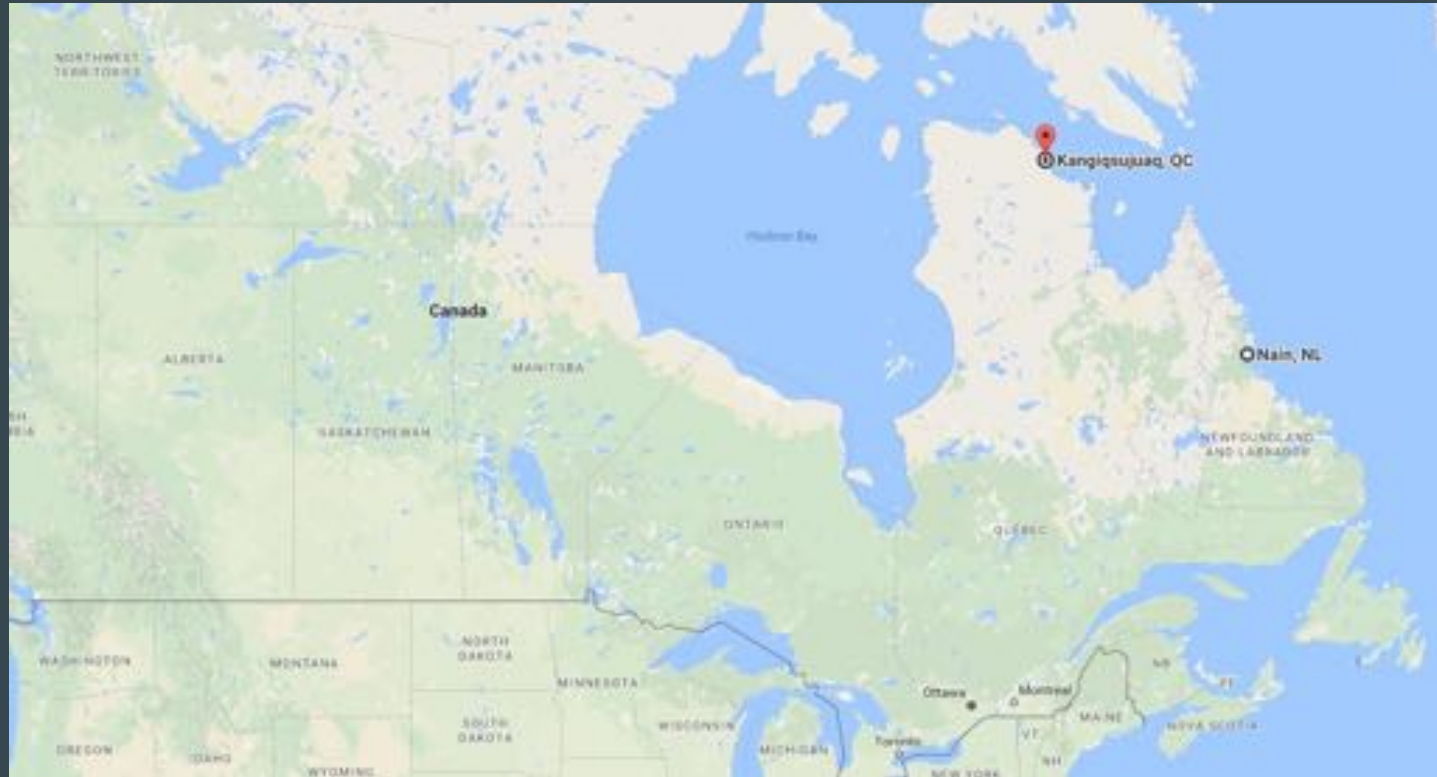 NORTHWEST
TERRITORIES
Kangiqsujuaq, QC
Hudson Bay
Canada
ALBERTA
MANITOBA
Nain, NL
SASKATCHEWAN
NEWFOUNDLAND
AND LABRADOR
ONTARIO
QUÉBEC
WASHINGTON
MONTANA
NORTH
DAKOTA
MINNESOTA
Ottawa
Montreal
NB
PE
MAINE
NOVA SCOTIA
OREGON
IDAHO
WYOMING
SOUTH
DAKOTA
WISCONSIN
MICHIGAN
Toronto
VT
NH
NEW YORK